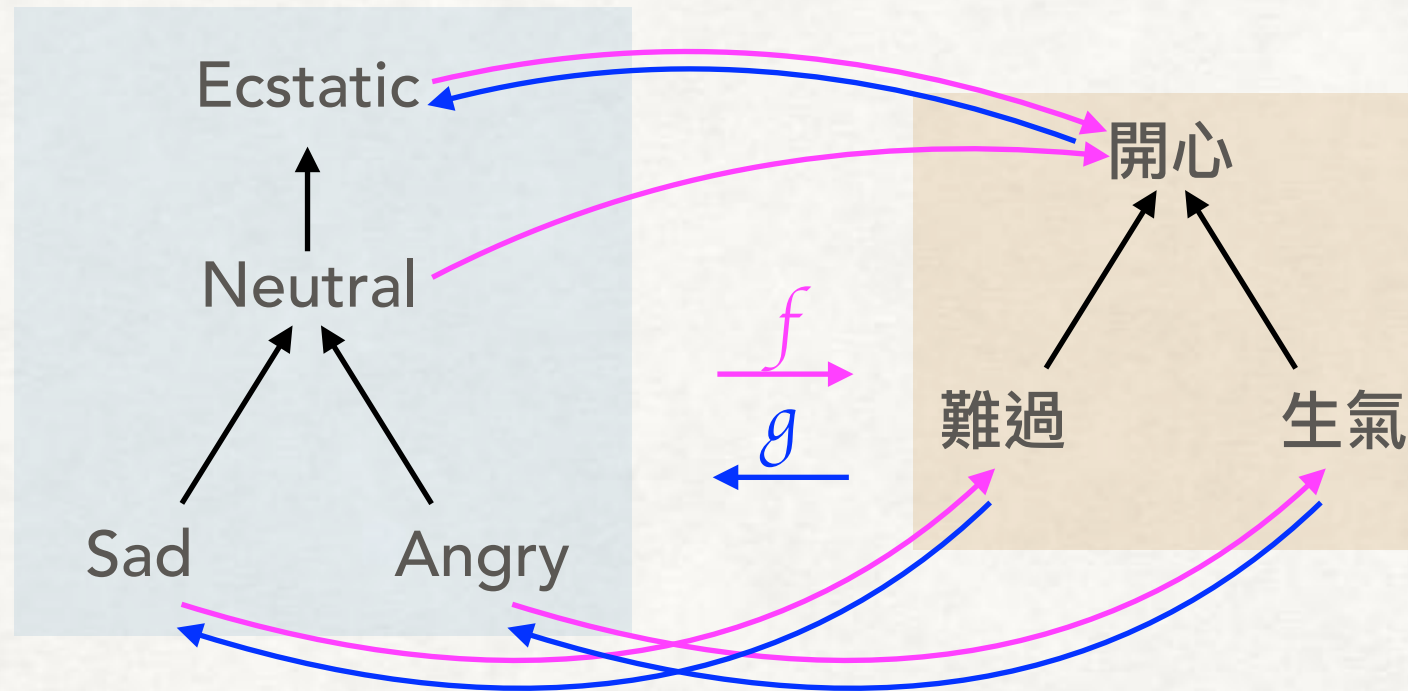 Ecstatic
開心
Neutral
f
g
難過
生氣
Sad
Angry